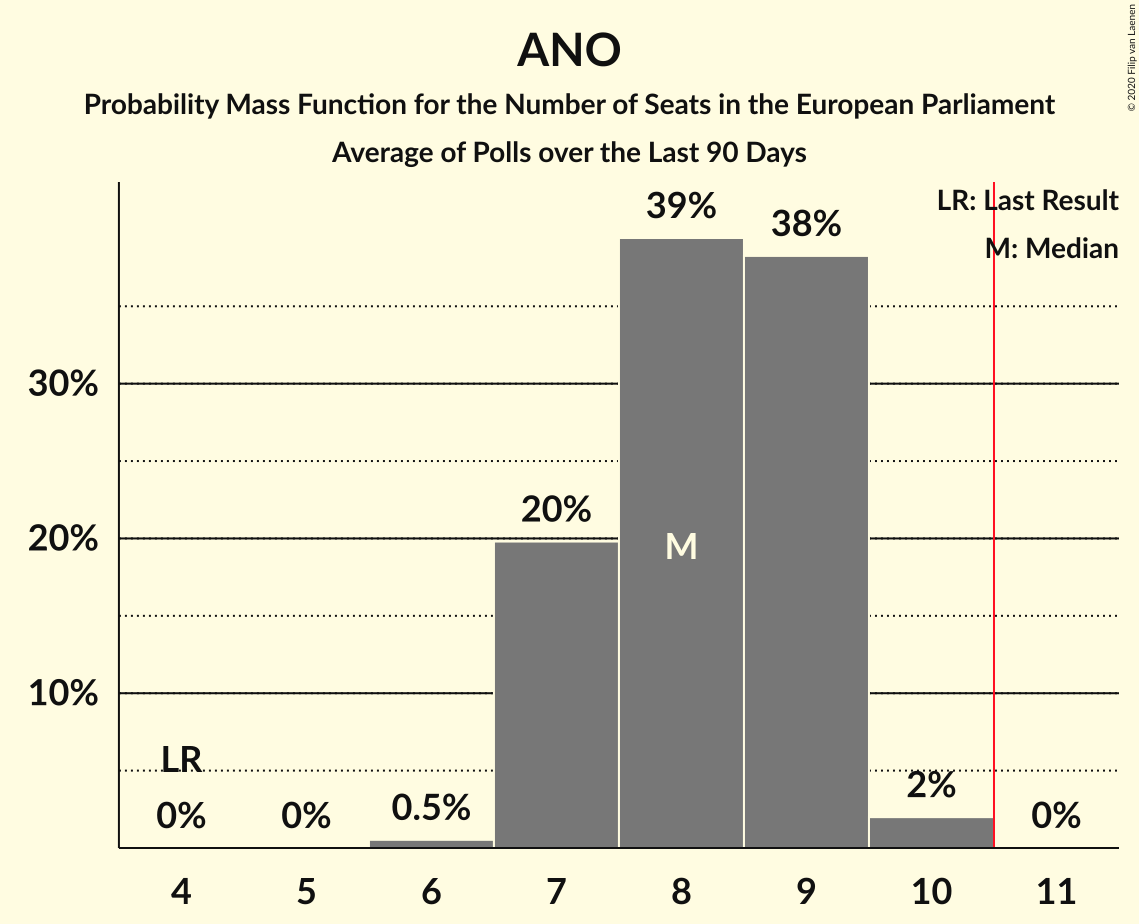 ANO
Probability Mass Function for the Number of Seats in the European Parliament
Average of Polls over the Last 90 Days
© 2020 Filip van Laenen
LR: Last Result
M: Median
39%
38%
30%
20%
20%
M
10%
LR
0%
0%
0.5%
2%
0%
4 5 6 7 8 9 10 11